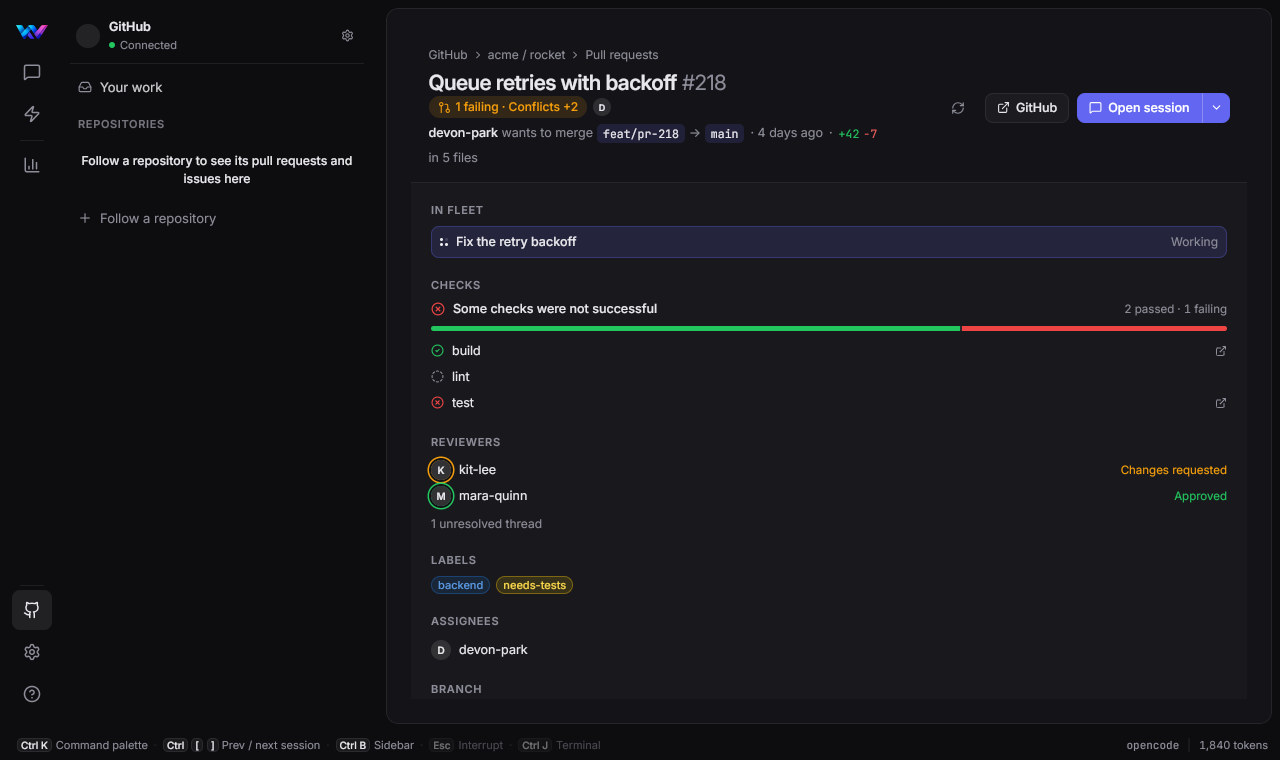 GitHub
Connected
Your work
REPOSITORIES
Follow a repository to see its pull requests and
issues here
Follow a repository
GitHub > acme / rocket > Pull requests
Queue retries with backoff #218
1 failing · Conflicts +2 D
GitHub
Open session
devon-park wants to merge feat/pr-218 → main · 4 days ago · +42 -7
in 5 files
IN FLEET
Fix the retry backoff Working
CHECKS
Some checks were not successful 2 passed · 1 failing
build
lint
test
REVIEWERS
K kit-lee Changes requested
M mara-quinn Approved
1 unresolved thread
LABELS
backend needs-tests
ASSIGNEES
D devon-park
BRANCH
Ctrl K Command palette · Ctrl [ ] Prev / next session · Ctrl B Sidebar · Esc Interrupt · Ctrl J Terminal
opencode | 1,840 tokens